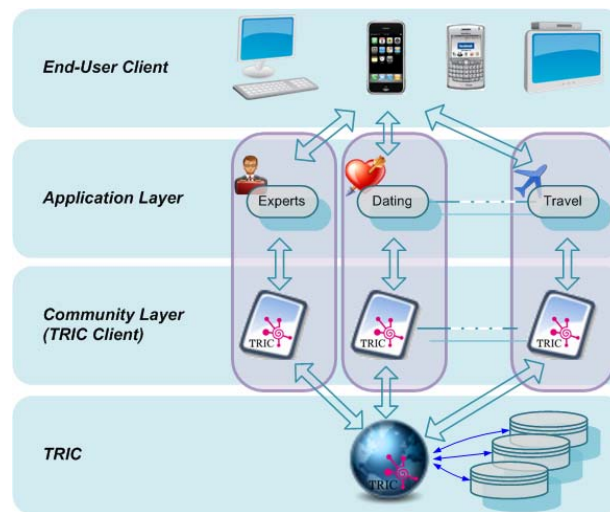 End-User Client
Application Layer
Experts
Dating
Travel
Community Layer
(TRIC Client)
TRIC
TRIC
TRIC
TRIC
TRIC